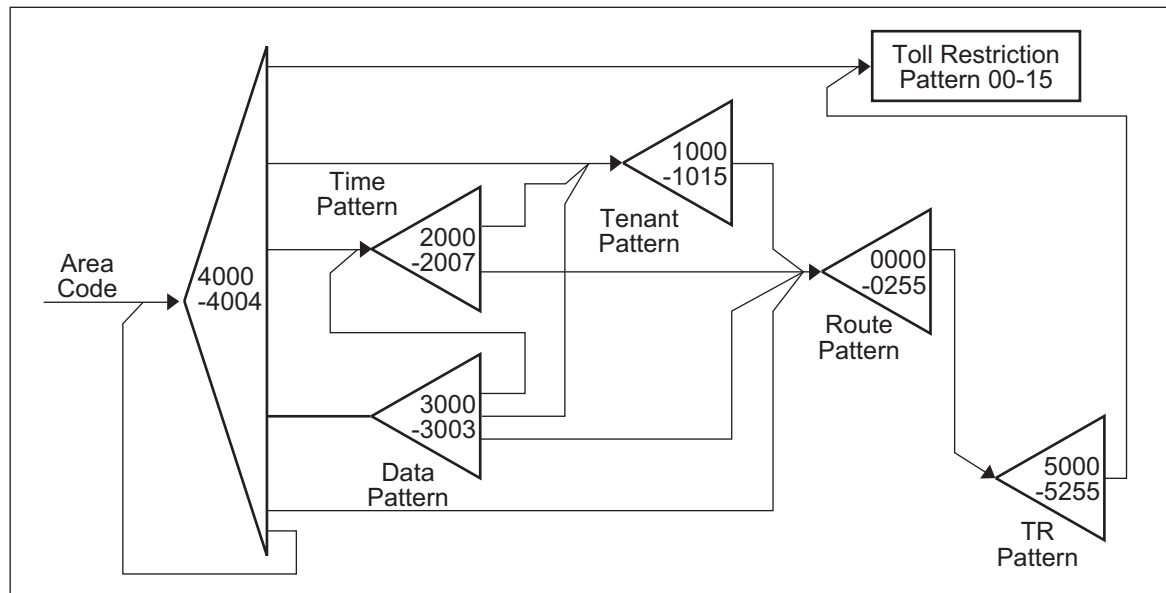 Toll Restriction
Pattern 00-15
1000
-1015
Tenant
Pattern
Time
Pattern
2000
-2007
Area
Code
4000
-4004
0000
-0255
Route
Pattern
3000
-3003
Data
Pattern
5000
-5255
TR
Pattern